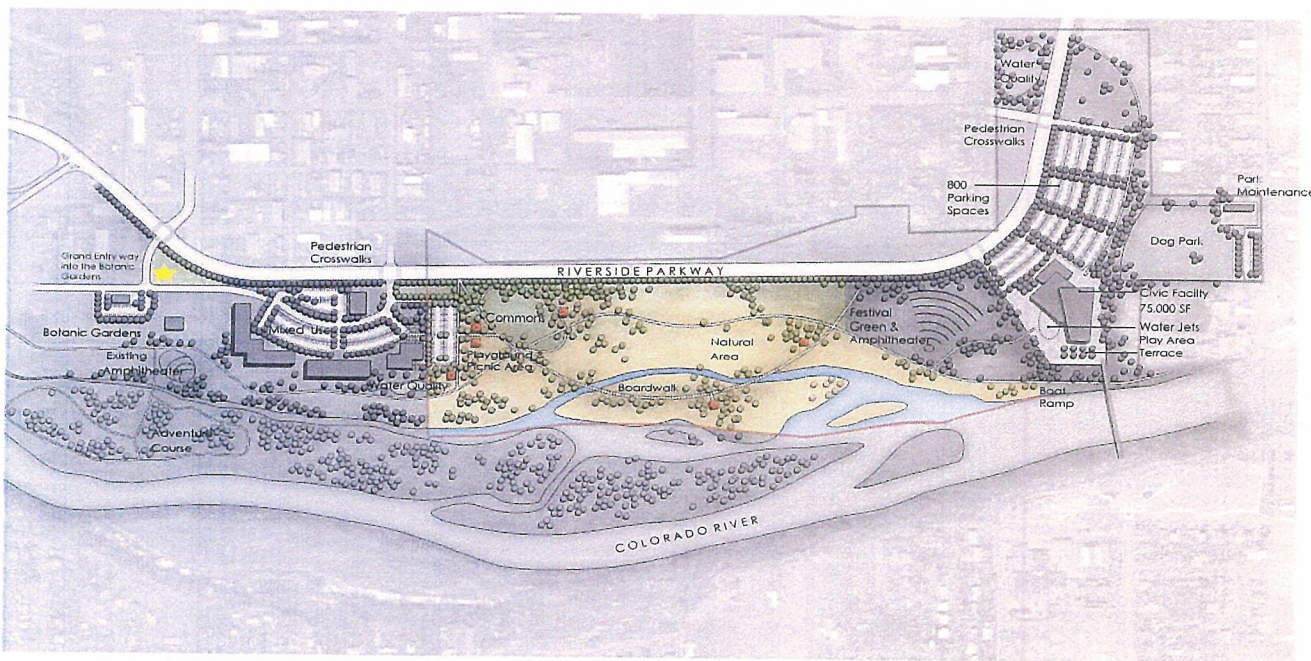 Water
Quality
Pedestrian
Crosswalks
800
Parking
Spaces
Park
Maintenance
Dog Park
Pedestrian
Crosswalks
Grand Entry way
into the Botanic
Gardens
RIVERSIDE PARKWAY
Civic Facility
75,000 SF
Water Jets
Play Area
Terrace
Botanic Gardens
Mixed Use
Commons
Festival
Green &
Amphitheater
Existing
Amphitheater
Playground
Picnic Area
Natural
Area
Water Quality
Boardwalk
Boat
Ramp
Adventure
Course
COLORADO RIVER